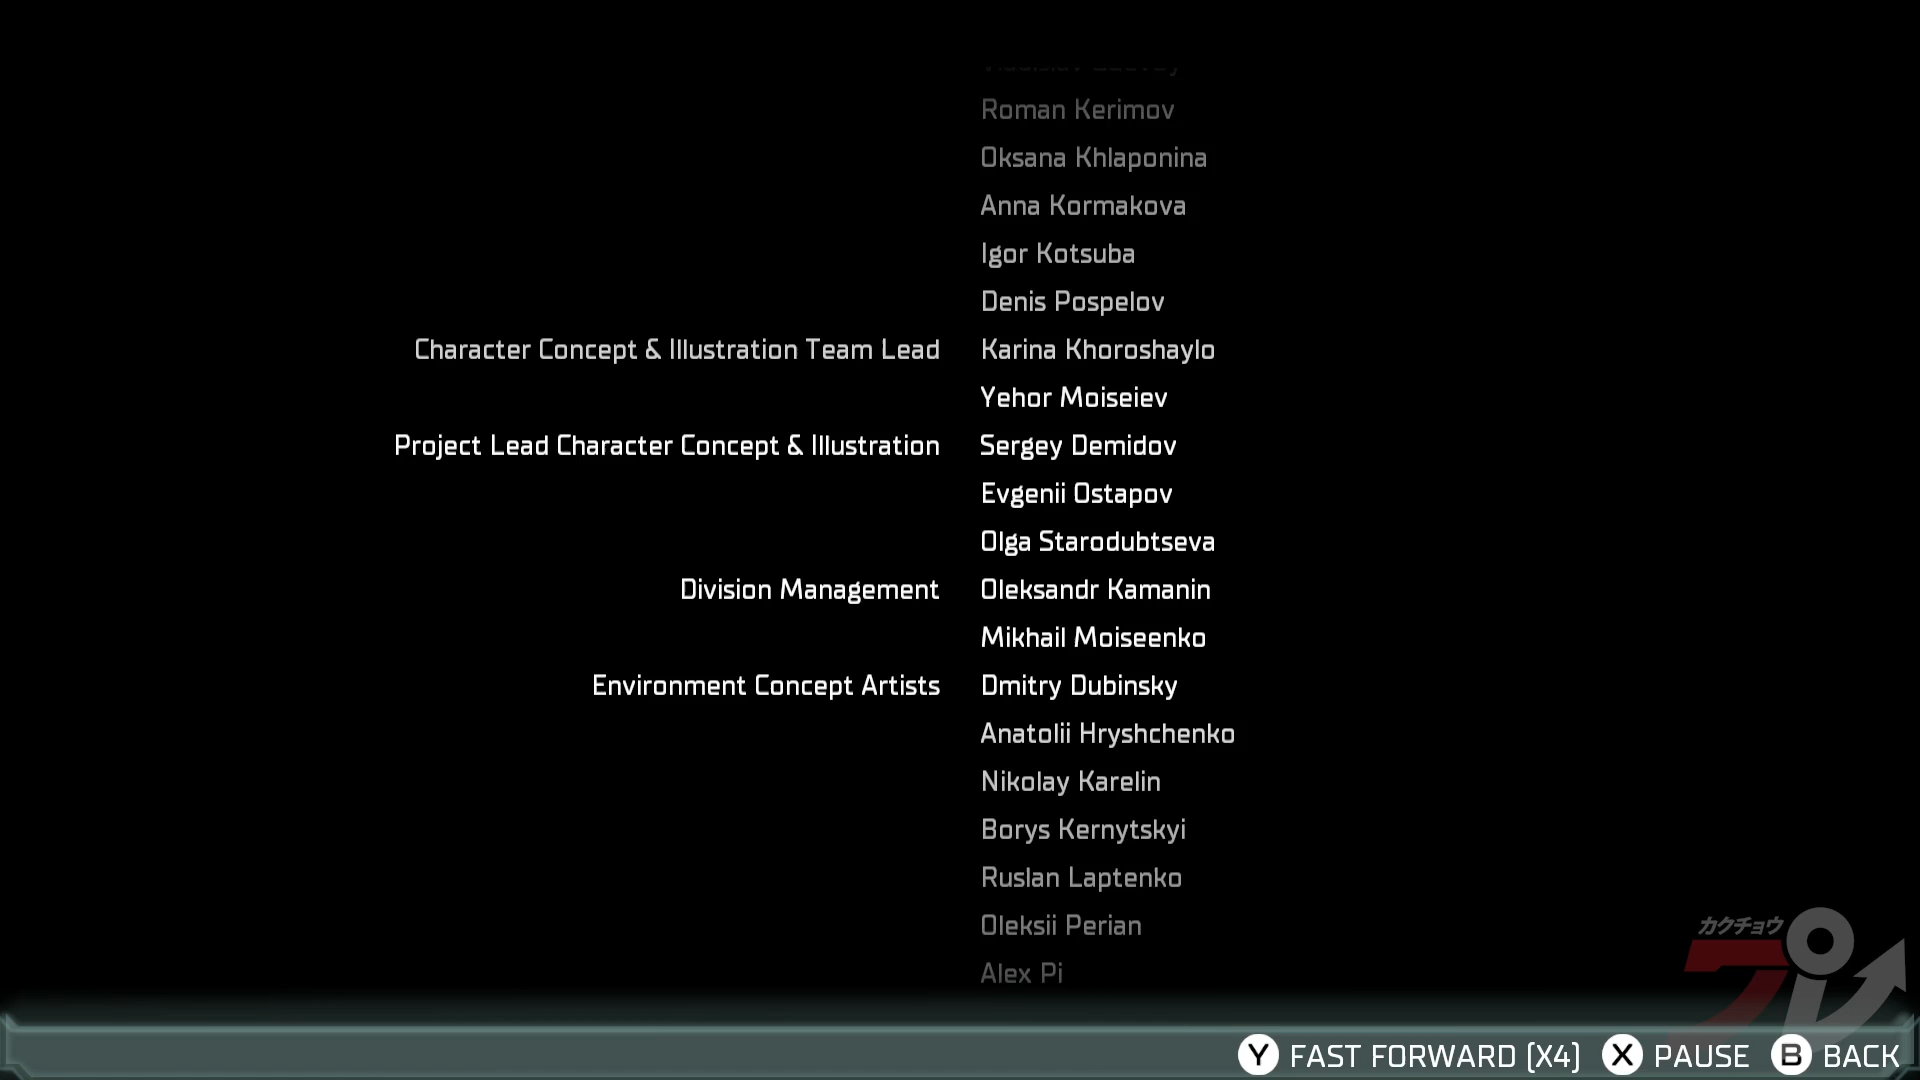 Roman Kerimov
Oksana Khlaponina
Anna Kormakova
Igor Kotsuba
Denis Pospelov
Character Concept & Illustration Team Lead Karina Khoroshaylo
Yehor Moiseiev
Project Lead Character Concept & Illustration Sergey Demidov
Evgenii Ostapov
Olga Starodubtseva
Division Management Oleksandr Kamanin
Mikhail Moiseenko
Environment Concept Artists Dmitry Dubinsky
Anatolii Hryshchenko
Nikolay Karelin
Borys Kernytskyi
Ruslan Laptenko
Oleksii Perian
Alex Pi
カクチョウ
Y FAST FORWARD [X4] X PAUSE B BACK